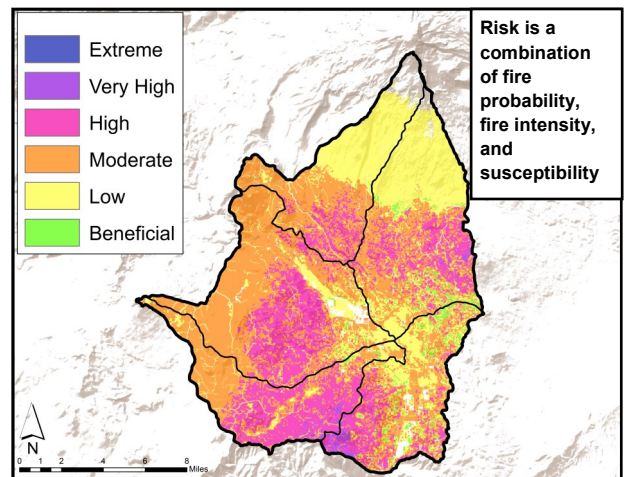 Extreme
Very High
High
Moderate
Low
Beneficial
Risk is a
combination
of fire
probability,
fire intensity,
and
susceptibility
N
0 1 2 4 6 8
Miles